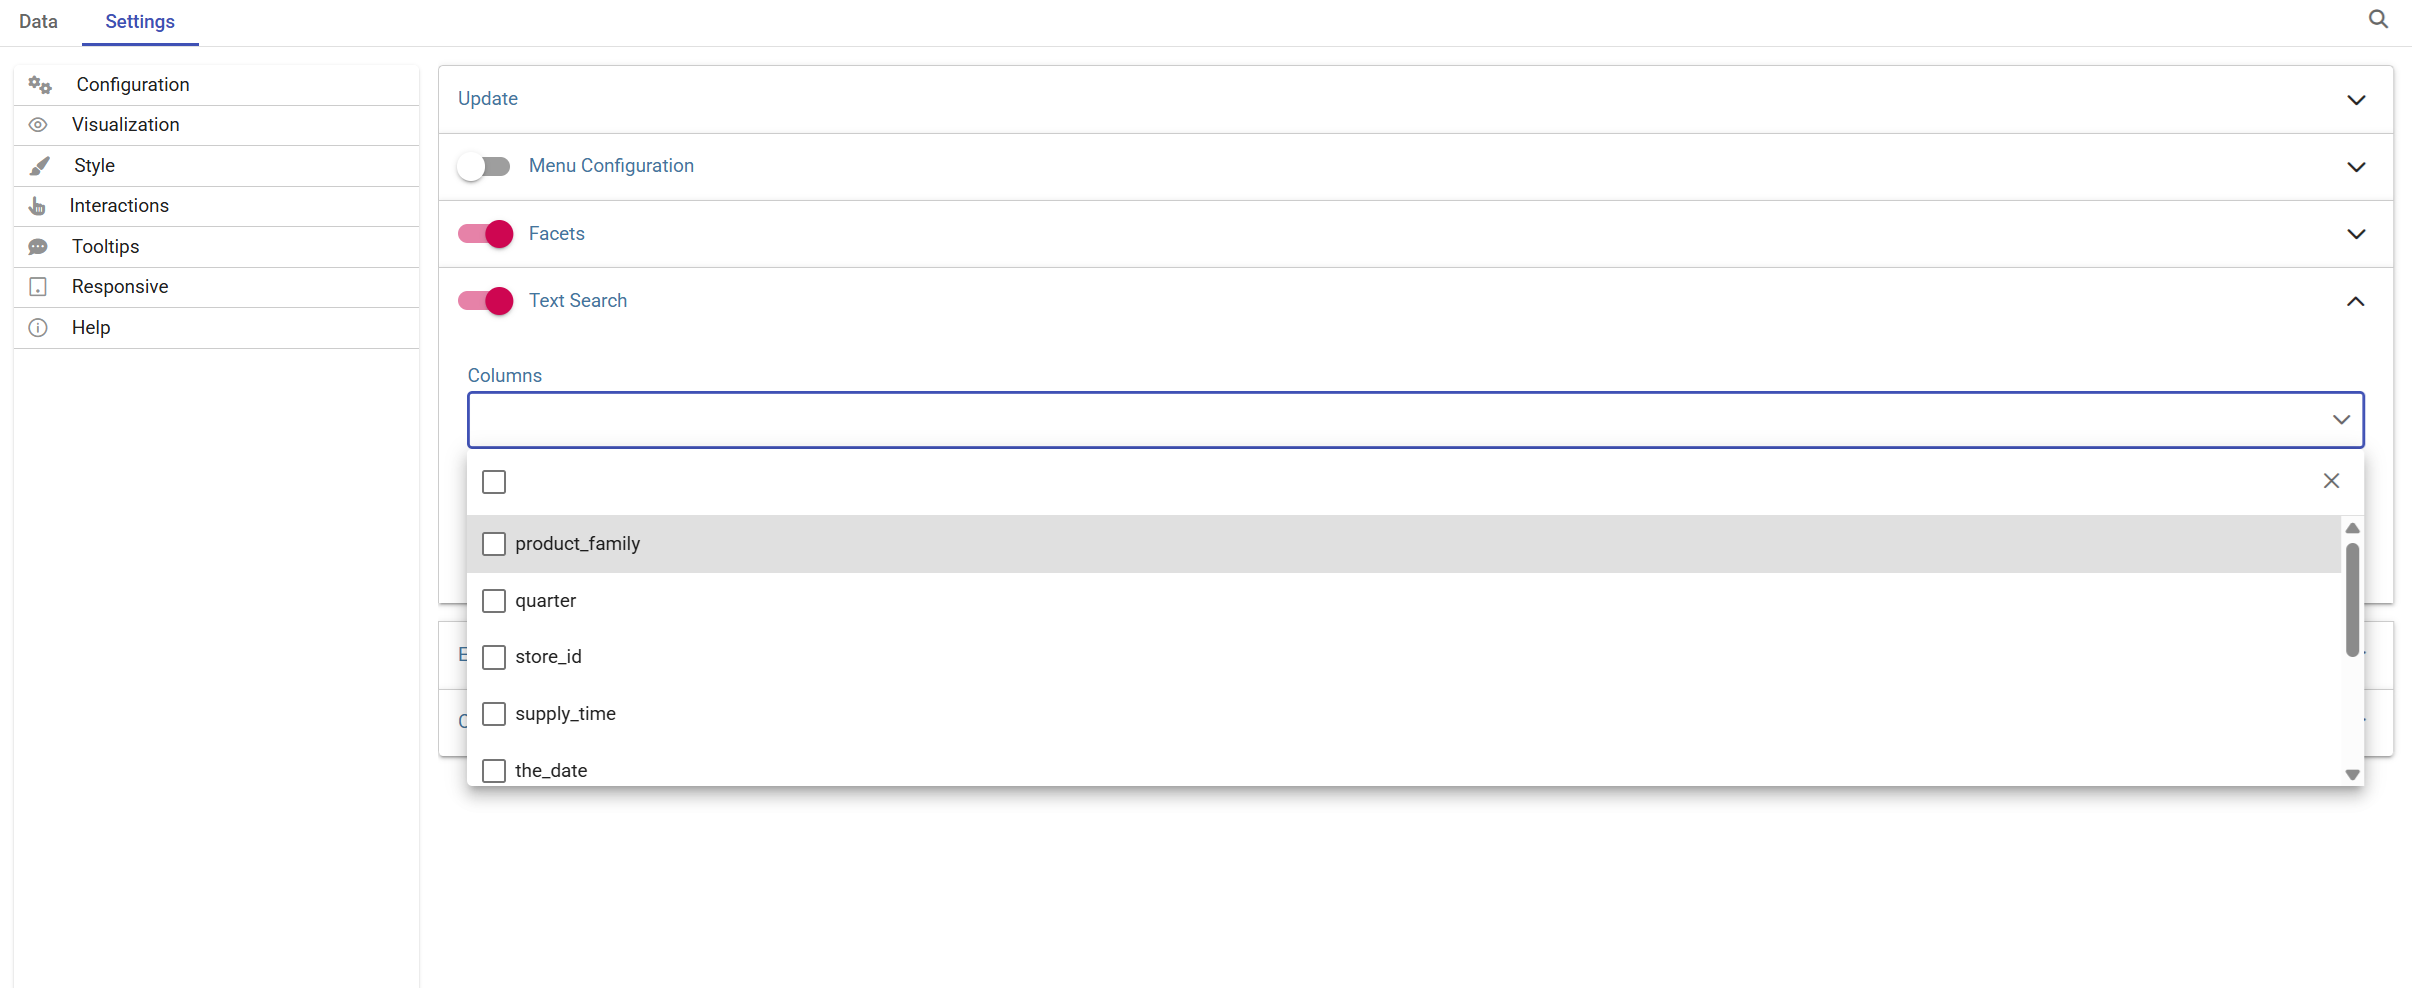 Data
Settings
Configuration
Visualization
Style
Interactions
Tooltips
Responsive
Help
Update
Menu Configuration
Facets
Text Search
Columns
product_family
quarter
store_id
supply_time
the_date